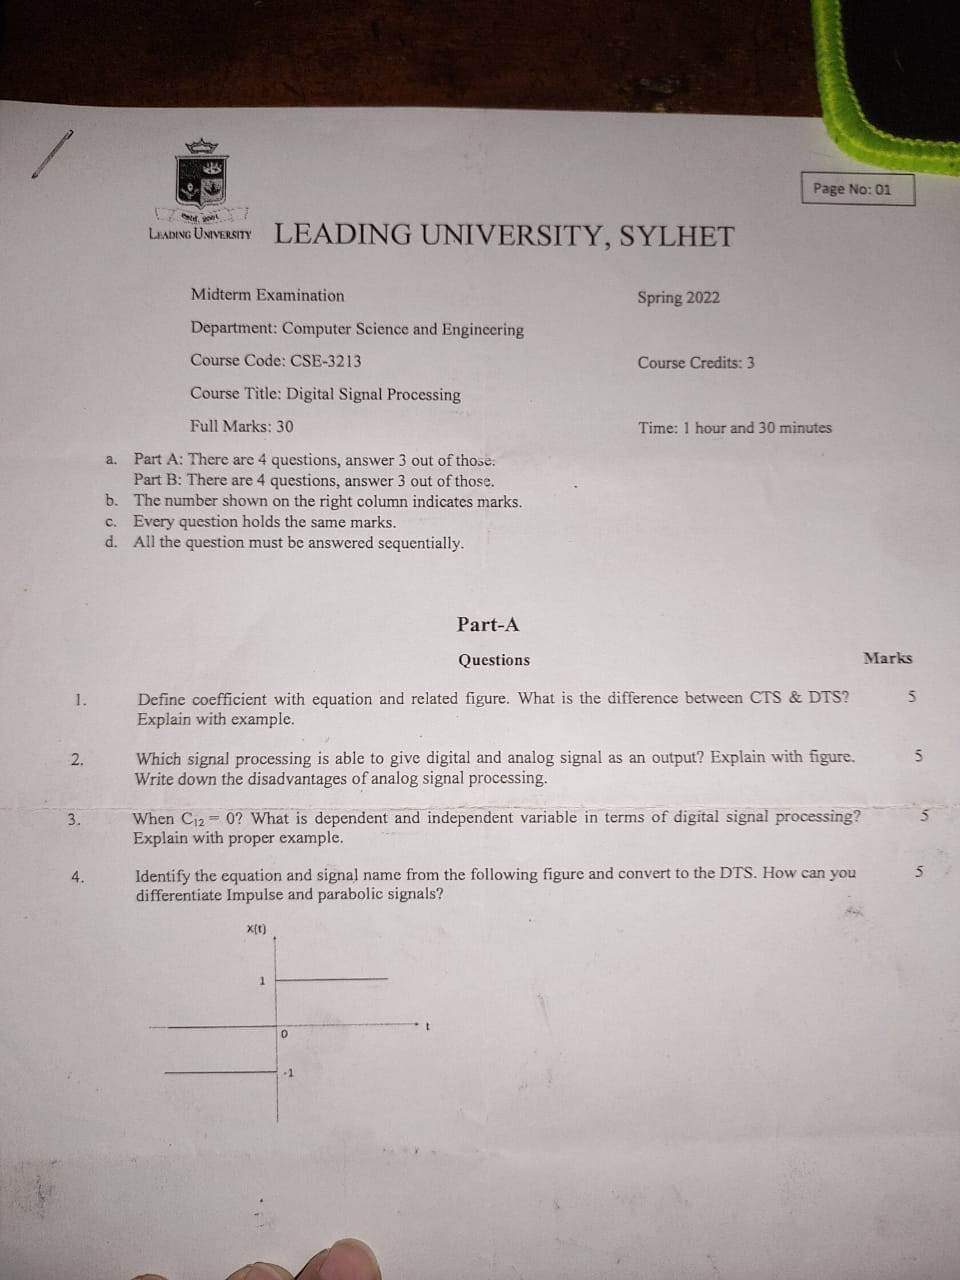 Page No: 01
LEADING UNIVERSITY
LEADING UNIVERSITY, SYLHET
Midterm Examination
Spring 2022
Department: Computer Science and Engineering
Course Code: CSE-3213
Course Credits: 3
Course Title: Digital Signal Processing
Full Marks: 30
Time: 1 hour and 30 minutes
a. Part A: There are 4 questions, answer 3 out of those.
Part B: There are 4 questions, answer 3 out of those.
b. The number shown on the right column indicates marks.
c. Every question holds the same marks.
d. All the question must be answered sequentially.
Part-A
Questions Marks
1. Define coefficient with equation and related figure. What is the difference between CTS & DTS? 5
Explain with example.
2. Which signal processing is able to give digital and analog signal as an output? Explain with figure. 5
Write down the disadvantages of analog signal processing.
3. When C₁₂ = 0? What is dependent and independent variable in terms of digital signal processing? 5
Explain with proper example.
4. Identify the equation and signal name from the following figure and convert to the DTS. How can you 5
differentiate Impulse and parabolic signals?
X(t)
1
0
t
-1